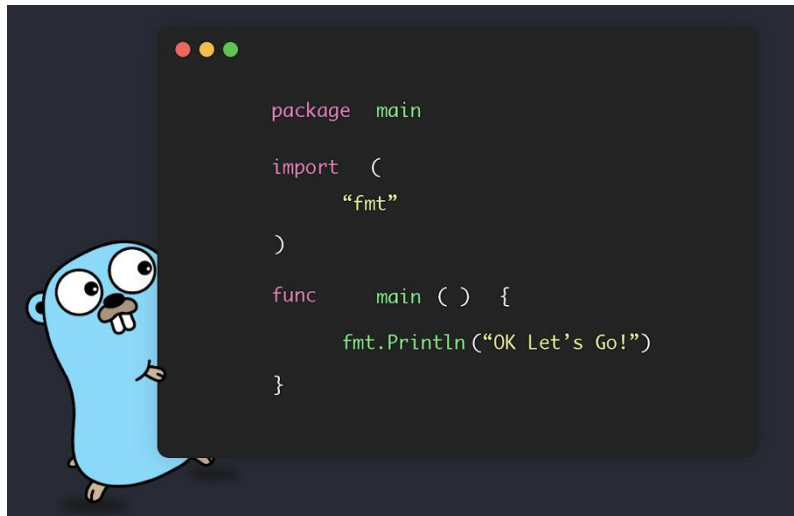 package main
import (
“fmt”
)
func main ( ) {
fmt.Println(“OK Let’s Go!”)
}